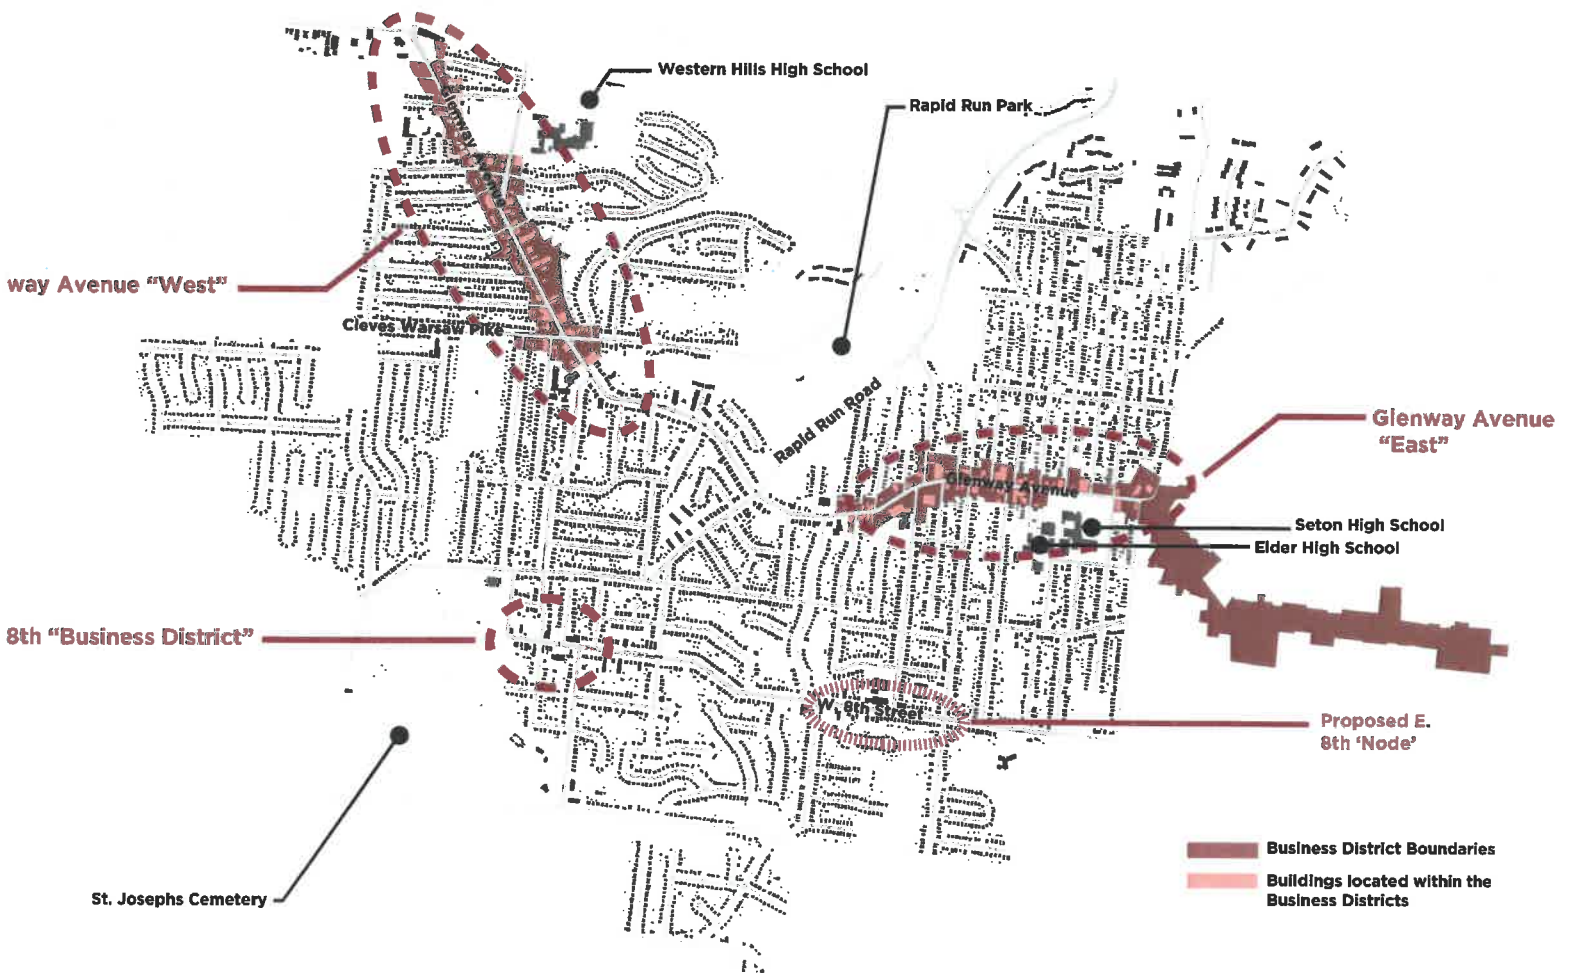 Western Hills High School
Rapid Run Park
Glenway Avenue
way Avenue “West”
Cleves Warsaw Pike
Rapid Run Road
Glenway Avenue
“East”
Glenway Avenue
Seton High School
Elder High School
8th “Business District”
W. 8th Street
Proposed E.
8th ‘Node’
St. Josephs Cemetery
Business District Boundaries
Buildings located within the
Business Districts